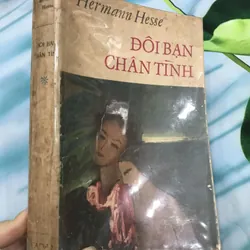 Hermann Hesse
ĐÔI BẠN
CHÂN TÌNH